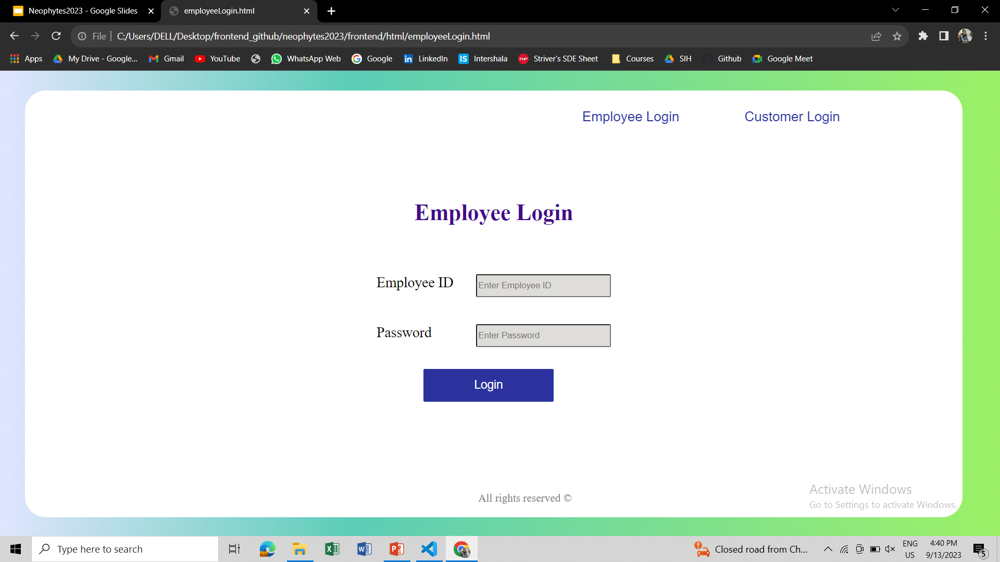 Neophytes2023 - Google Slides
employeeLogin.html
File
C:/Users/DELL/Desktop/frontend_github/neophytes2023/frontend/html/employeeLogin.html
Apps My Drive - Google... Gmail YouTube WhatsApp Web Google LinkedIn Intershala Striver's SDE Sheet Courses SIH Github Google Meet
Employee Login Customer Login
Employee Login
Employee ID Enter Employee ID
Password Enter Password
Login
All rights reserved ©
Activate Windows
Go to Settings to activate Windows.
Type here to search
Closed road from Ch...
ENG
US
4:40 PM
9/13/2023
5